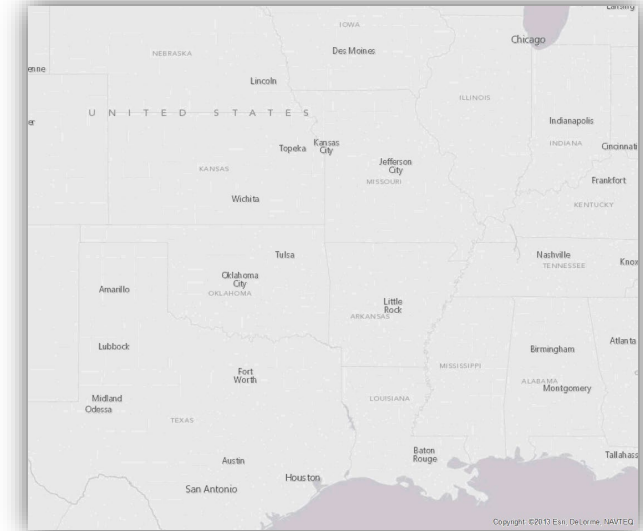 Lansing
IOWA
Chicago
Des Moines
NEBRASKA
enne
Lincoln
ILLINOIS
UNITED STATES
er
Indianapolis
INDIANA
Cincinnati
Topeka
Kansas
City
Jefferson
City
MISSOURI
KANSAS
Frankfort
Wichita
KENTUCKY
Tulsa
Nashville
TENNESSEE
Knox
Oklahoma
City
OKLAHOMA
Amarillo
Little
Rock
ARKANSAS
Atlanta
Lubbock
Birmingham
MISSISSIPPI
Fort
Worth
ALABAMA
Montgomery
Midland
Odessa
LOUISIANA
TEXAS
Baton
Rouge
Tallahass
Austin
Houston
San Antonio
Copyright: ©2013 Esri, DeLorme, NAVTEQ